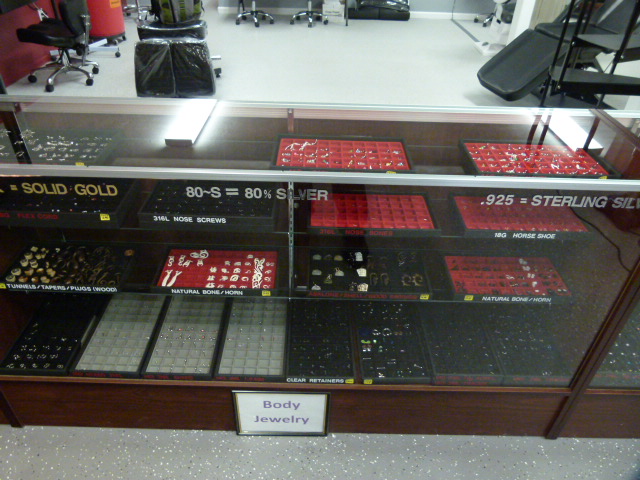 = SOLID GOLD
80~S = 80% SILVER
.925 = STERLING SILV
316L NOSE SCREWS
18G HORSE SHOE
TUNNELS/TAPERS/PLUGS (WOOD)
NATURAL BONE/HORN
NATURAL BONE/HORN
CLEAR RETAINERS
Body
Jewelry